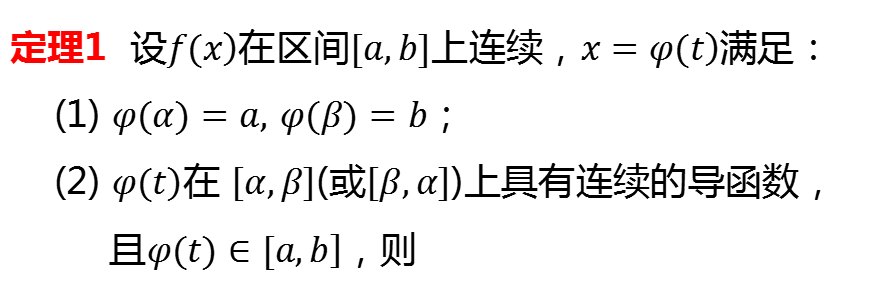 定理1 设f(x)在区间[a, b]上连续，x = φ(t)满足：
(1) φ(α) = a, φ(β) = b；
(2) φ(t)在 [α, β](或[β, α])上具有连续的导函数，
且φ(t) ∈ [a, b]，则